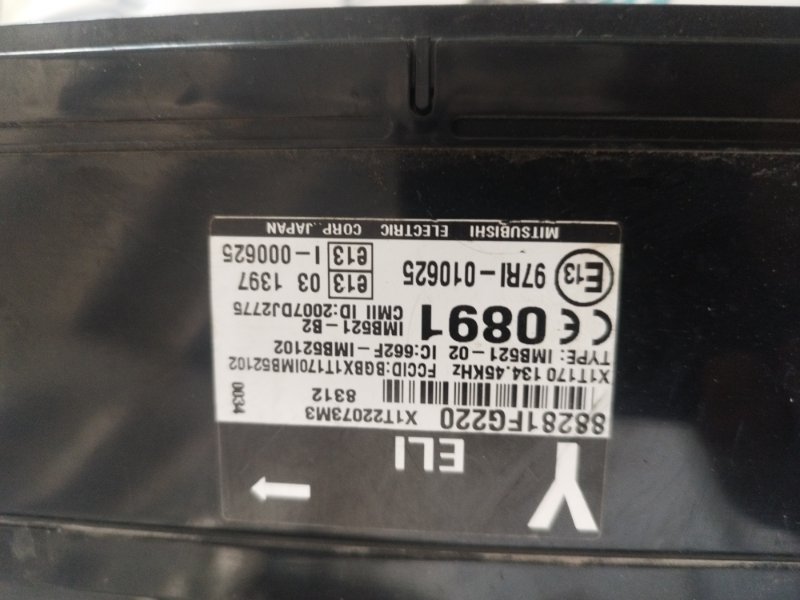 Y ELI
88281FG220 X1T22073M3
8312 0034
X1T170 134.45KHz FCCID:BGBX1T170IMB52102
TYPE: IMB521-02 IC:662F-IMB52102
IMB521-B2
CE 0891 CMII ID:2007DJ2775
E13 97RI-010625 e13 03 1397
e13 I-000625
MITSUBISHI ELECTRIC CORP.JAPAN